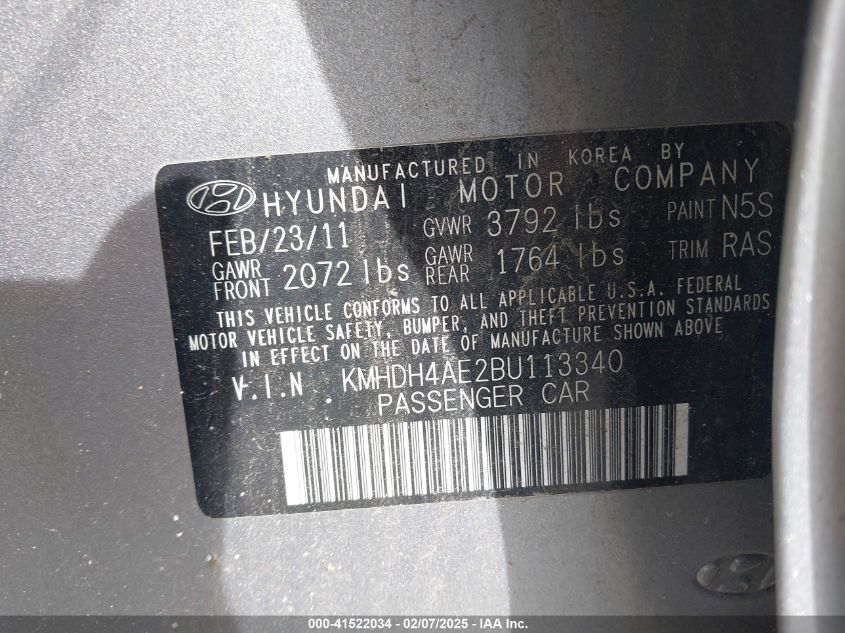 MANUFACTURED IN KOREA BY
HYUNDAI MOTOR COMPANY
FEB/23/11 GVWR 3792 lbs PAINT N5S
GAWR FRONT 2072 lbs GAWR REAR 1764 lbs TRIM RAS
THIS VEHICLE CONFORMS TO ALL APPLICABLE U.S.A. FEDERAL
MOTOR VEHICLE SAFETY, BUMPER, AND THEFT PREVENTION STANDARDS
IN EFFECT ON THE DATE OF MANUFACTURE SHOWN ABOVE
V.I.N KMHDH4AE2BU113340
PASSENGER CAR
000-41522034 - 02/07/2025 - IAA Inc.